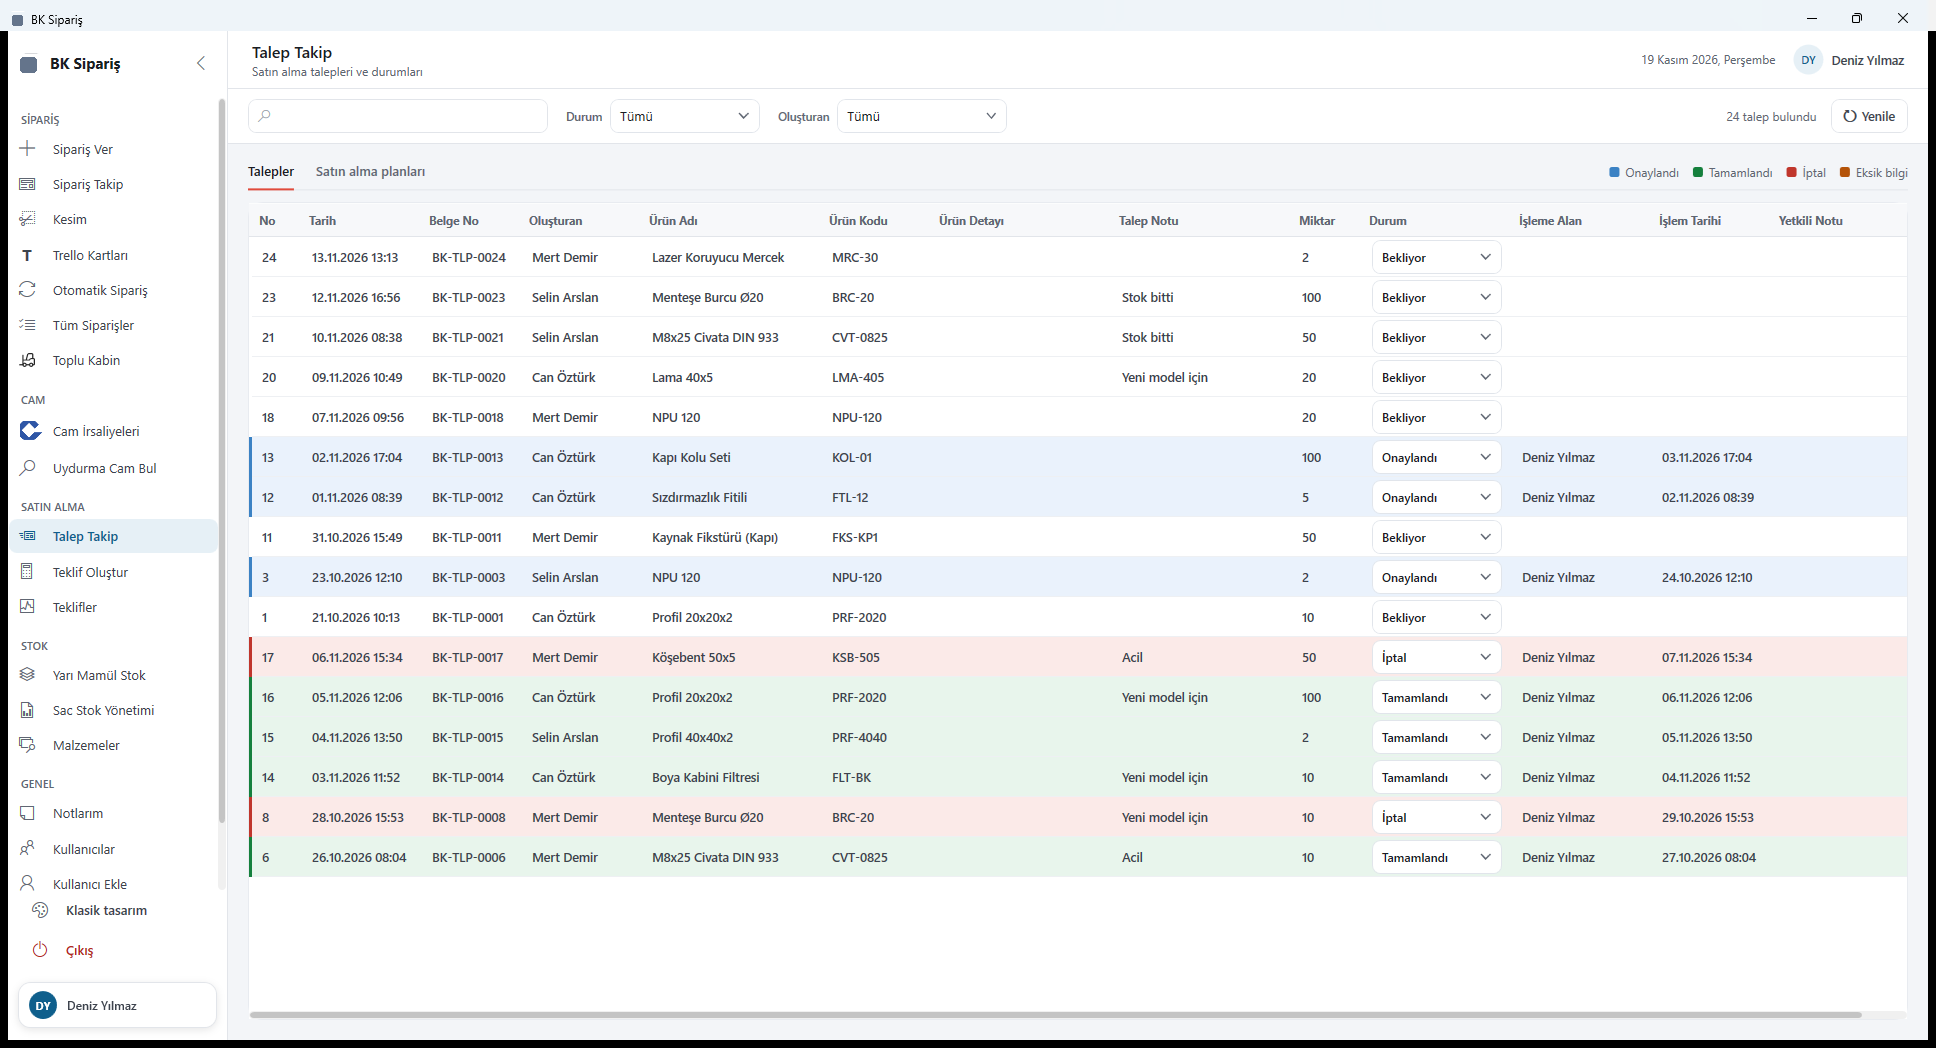 BK Sipariş
BK Sipariş
SİPARİŞ
Sipariş Ver
Sipariş Takip
Kesim
Trello Kartları
Otomatik Sipariş
Tüm Siparişler
Toplu Kabin
CAM
Cam İrsaliyeleri
Uydurma Cam Bul
SATIN ALMA
Talep Takip
Teklif Oluştur
Teklifler
STOK
Yarı Mamül Stok
Sac Stok Yönetimi
Malzemeler
GENEL
Notlarım
Kullanıcılar
Kullanıcı Ekle
Klasik tasarım
Çıkış
DY Deniz Yılmaz
Talep Takip
Satın alma talepleri ve durumları
19 Kasım 2026, Perşembe DY Deniz Yılmaz
Durum Tümü Oluşturan Tümü 24 talep bulundu Yenile
Talepler Satın alma planları Onaylandı Tamamlandı İptal Eksik bilgi
No Tarih Belge No Oluşturan Ürün Adı Ürün Kodu Ürün Detayı Talep Notu Miktar Durum İşleme Alan İşlem Tarihi Yetkili Notu
24 13.11.2026 13:13 BK-TLP-0024 Mert Demir Lazer Koruyucu Mercek MRC-30 2 Bekliyor
23 12.11.2026 16:56 BK-TLP-0023 Selin Arslan Menteşe Burcu Ø20 BRC-20 Stok bitti 100 Bekliyor
21 10.11.2026 08:38 BK-TLP-0021 Selin Arslan M8x25 Civata DIN 933 CVT-0825 Stok bitti 50 Bekliyor
20 09.11.2026 10:49 BK-TLP-0020 Can Öztürk Lama 40x5 LMA-405 Yeni model için 20 Bekliyor
18 07.11.2026 09:56 BK-TLP-0018 Mert Demir NPU 120 NPU-120 20 Bekliyor
13 02.11.2026 17:04 BK-TLP-0013 Can Öztürk Kapı Kolu Seti KOL-01 100 Onaylandı Deniz Yılmaz 03.11.2026 17:04
12 01.11.2026 08:39 BK-TLP-0012 Can Öztürk Sızdırmazlık Fitili FTL-12 5 Onaylandı Deniz Yılmaz 02.11.2026 08:39
11 31.10.2026 15:49 BK-TLP-0011 Mert Demir Kaynak Fikstürü (Kapı) FKS-KP1 50 Bekliyor
3 23.10.2026 12:10 BK-TLP-0003 Selin Arslan NPU 120 NPU-120 2 Onaylandı Deniz Yılmaz 24.10.2026 12:10
1 21.10.2026 10:13 BK-TLP-0001 Can Öztürk Profil 20x20x2 PRF-2020 10 Bekliyor
17 06.11.2026 15:34 BK-TLP-0017 Mert Demir Köşebent 50x5 KSB-505 Acil 50 İptal Deniz Yılmaz 07.11.2026 15:34
16 05.11.2026 12:06 BK-TLP-0016 Can Öztürk Profil 20x20x2 PRF-2020 Yeni model için 100 Tamamlandı Deniz Yılmaz 06.11.2026 12:06
15 04.11.2026 13:50 BK-TLP-0015 Selin Arslan Profil 40x40x2 PRF-4040 2 Tamamlandı Deniz Yılmaz 05.11.2026 13:50
14 03.11.2026 11:52 BK-TLP-0014 Can Öztürk Boya Kabini Filtresi FLT-BK Yeni model için 10 Tamamlandı Deniz Yılmaz 04.11.2026 11:52
8 28.10.2026 15:53 BK-TLP-0008 Mert Demir Menteşe Burcu Ø20 BRC-20 Yeni model için 10 İptal Deniz Yılmaz 29.10.2026 15:53
6 26.10.2026 08:04 BK-TLP-0006 Mert Demir M8x25 Civata DIN 933 CVT-0825 Acil 10 Tamamlandı Deniz Yılmaz 27.10.2026 08:04